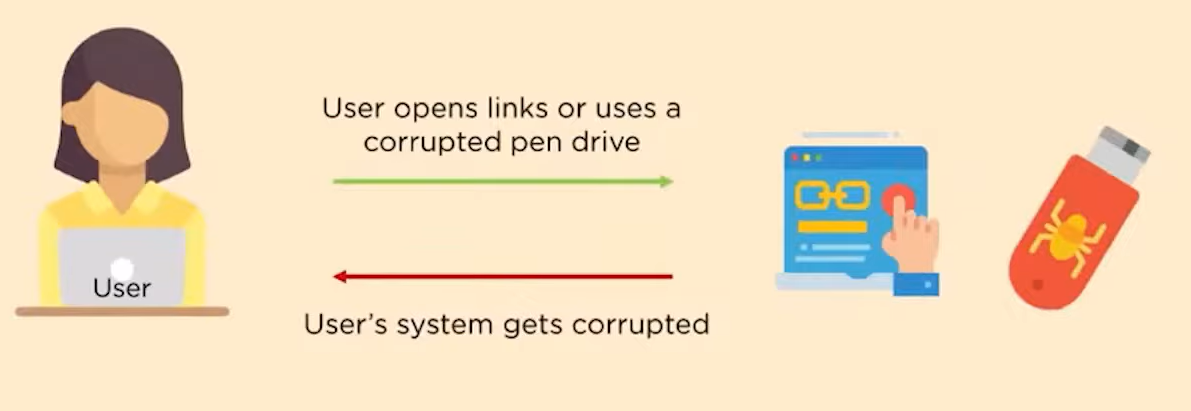 User opens links or uses a
corrupted pen drive
User
User's system gets corrupted